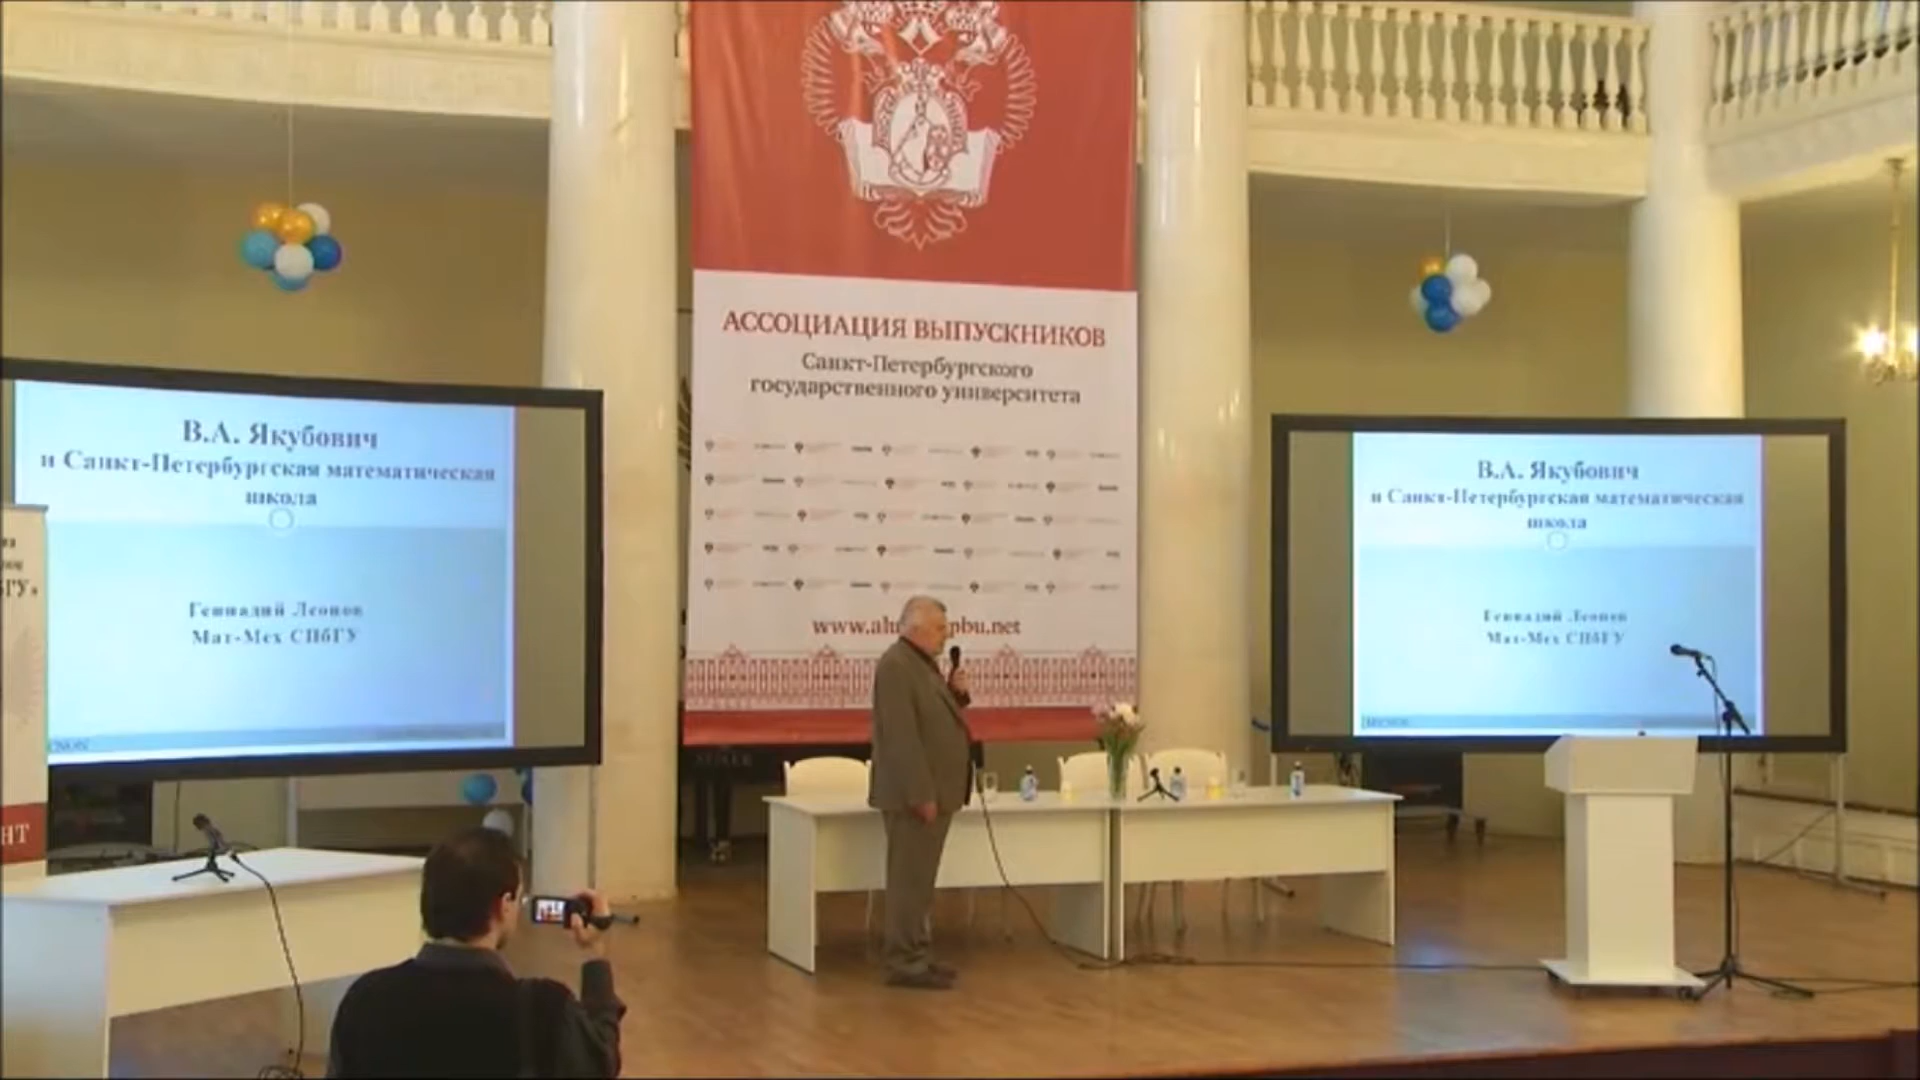 АССОЦИАЦИЯ ВЫПУСКНИКОВ
Санкт-Петербургского
государственного университета
В.А. Якубович
и Санкт-Петербургская математическая
школа
Геннадий Леонов
Мат-Мех СПбГУ
В.А. Якубович
и Санкт-Петербургская математическая
школа
Геннадий Леонов
Мат-Мех СПбГУ